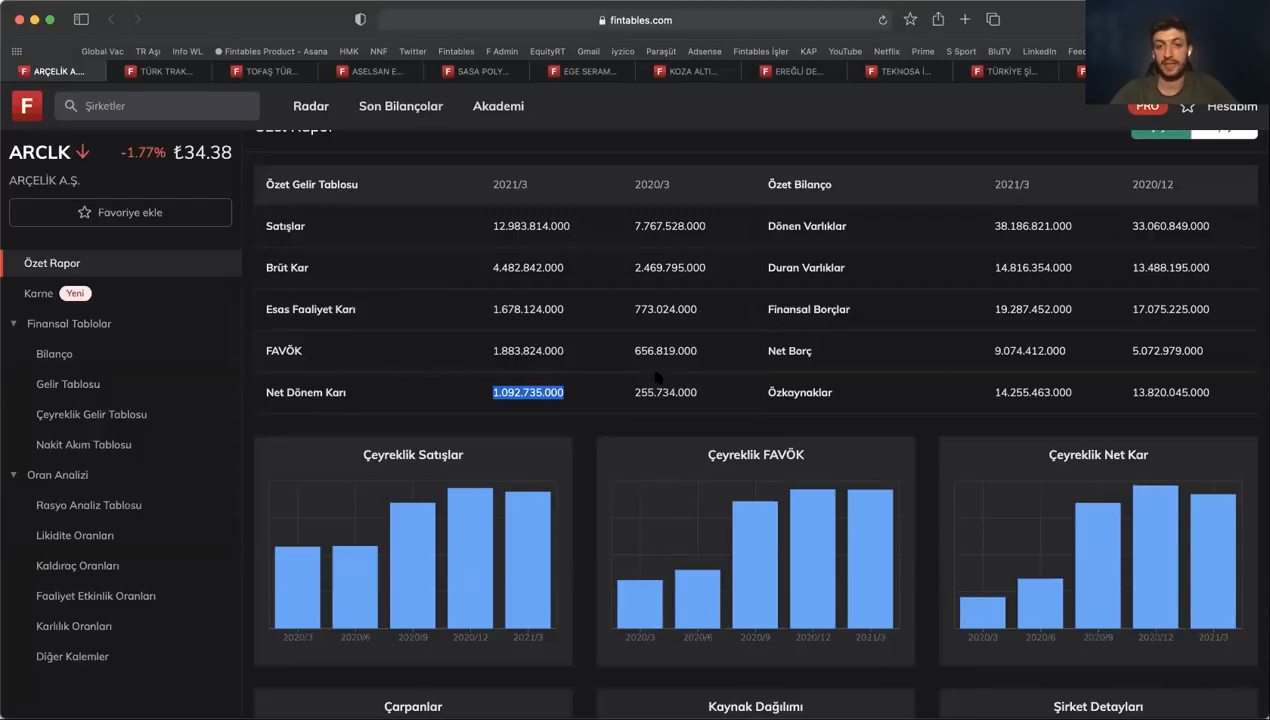 fintables.com
Global Vac TR Aşı Info WL Fintables Product – Asana HMK NNF Twitter Fintables F Admin EquityRT Gmail iyzico Paraşüt Adsense Fintables İşler KAP YouTube Netflix Prime S Sport BluTV LinkedIn
F ARÇELİK A.... F TÜRK TRAK... F TOFAŞ TÜR... F ASELSAN E... F SASA POLY... F EGE SERAM... F KOZA ALTI... F EREĞLİ DE... F TEKNOSA İ... F TÜRKİYE Şİ... F
F Şirketler Radar Son Bilançolar Akademi PRO Hesabım
Özet Rapor
ARCLK -1.77% ₺34.38
ARÇELİK A.Ş.
Favoriye ekle
Özet Rapor
Karne Yeni
Finansal Tablolar
Bilanço
Gelir Tablosu
Çeyreklik Gelir Tablosu
Nakit Akım Tablosu
Oran Analizi
Rasyo Analiz Tablosu
Likidite Oranları
Kaldıraç Oranları
Faaliyet Etkinlik Oranları
Karlılık Oranları
Diğer Kalemler
Özet Gelir Tablosu 2021/3 2020/3 Özet Bilanço 2021/3 2020/12
Satışlar 12.983.814.000 7.767.528.000 Dönen Varlıklar 38.186.821.000 33.060.849.000
Brüt Kar 4.482.842.000 2.469.795.000 Duran Varlıklar 14.816.354.000 13.488.195.000
Esas Faaliyet Karı 1.678.124.000 773.024.000 Finansal Borçlar 19.287.452.000 17.075.225.000
FAVÖK 1.883.824.000 656.819.000 Net Borç 9.074.412.000 5.072.979.000
Net Dönem Karı 1.092.735.000 255.734.000 Özkaynaklar 14.255.463.000 13.820.045.000
Çeyreklik Satışlar Çeyreklik FAVÖK Çeyreklik Net Kar
2020/3 2020/6 2020/9 2020/12 2021/3 2020/3 2020/6 2020/9 2020/12 2021/3 2020/3 2020/6 2020/9 2020/12 2021/3
Çarpanlar Kaynak Dağılımı Şirket Detayları